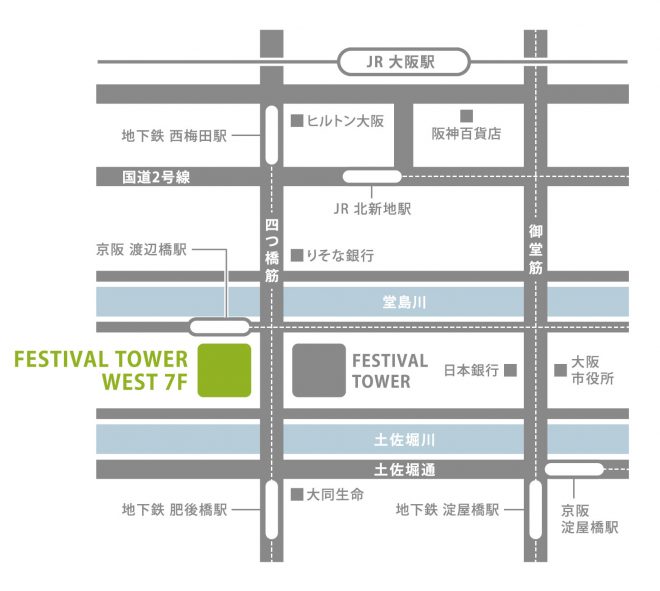 JR 大阪駅
地下鉄 西梅田駅
ヒルトン大阪
阪神百貨店
国道2号線
JR 北新地駅
四つ橋筋
御堂筋
京阪 渡辺橋駅
りそな銀行
堂島川
FESTIVAL TOWER
WEST 7F
FESTIVAL
TOWER
日本銀行
大阪
市役所
土佐堀川
土佐堀通
地下鉄 肥後橋駅
大同生命
地下鉄 淀屋橋駅
京阪
淀屋橋駅